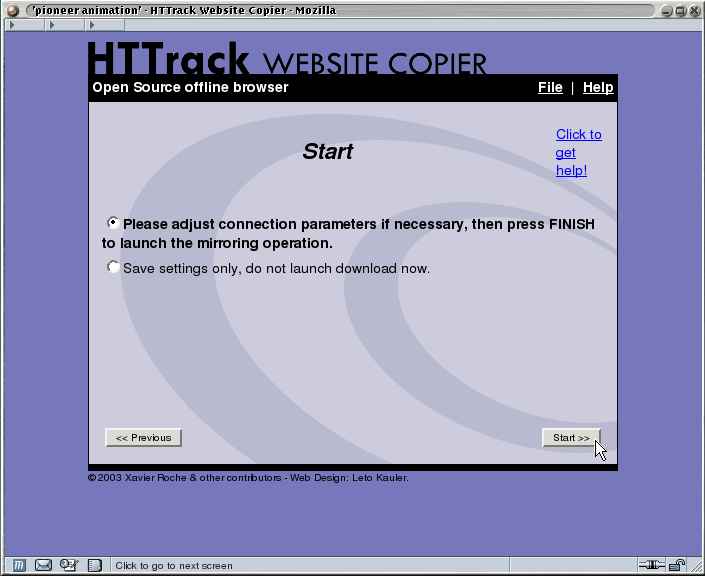 'pioneer animation' - HTTrack Website Copier - Mozilla
HTTrack WEBSITE COPIER
Open Source offline browser
File | Help
Start
Click to
get
help!
Please adjust connection parameters if necessary, then press FINISH
to launch the mirroring operation.
Save settings only, do not launch download now.
<< Previous
Start >>
© 2003 Xavier Roche & other contributors - Web Design: Leto Kauler.
Click to go to next screen